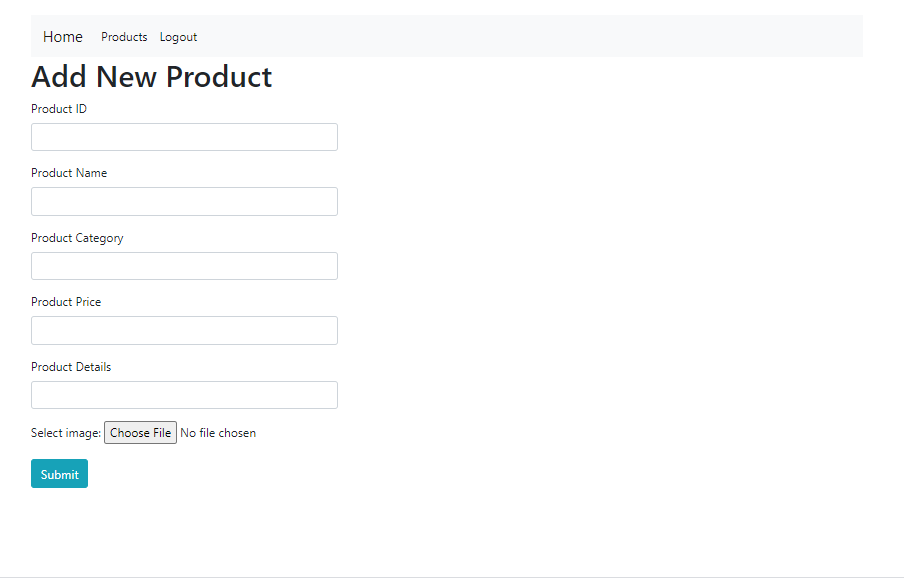 Home Products Logout
Add New Product
Product ID
Product Name
Product Category
Product Price
Product Details
Select image: Choose File No file chosen
Submit